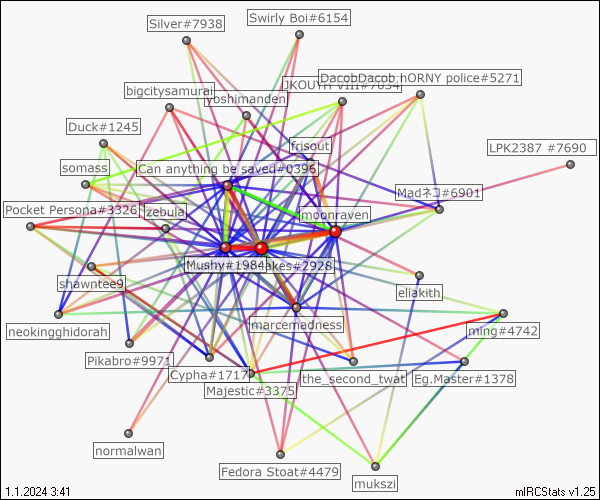 Swirly Boi#6154
Silver#7938
DacobDacob hORNY police#5271
bigcitysamurai
yoshimanden
Duck#1245
frisout
LPK2387 #7690
somass
Can anything be saved#0396
Madネコ#6901
Pocket Persona#3326
zebula
moonraven
Mushy#1984
akes#2928
shawntee9
eliakith
neokingghidorah
marcemadness
ming#4742
Pikabro#9971
Cypha#1717
the_second_twat
Eg.Master#1378
Majestic#3375
normalwan
Fedora Stoat#4479
mukszi
1.1.2024 3:41
mIRCStats v1.25